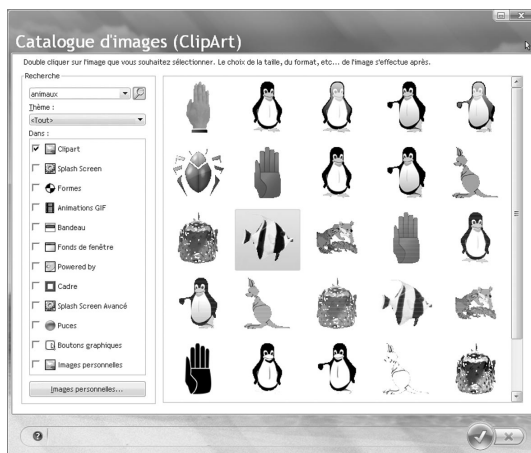 Catalogue d'images (ClipArt)
Double cliquer sur l'image que vous souhaitez sélectionner. Le choix de la taille, du format, etc... de l'image s'effectue après.
Recherche
animaux
Thème :
<Tout>
Dans :
Clipart
Splash Screen
Formes
Animations GIF
Bandeau
Fonds de fenêtre
Powered by
Cadre
Splash Screen Avancé
Puces
Boutons graphiques
Images personnelles
Images personnelles...